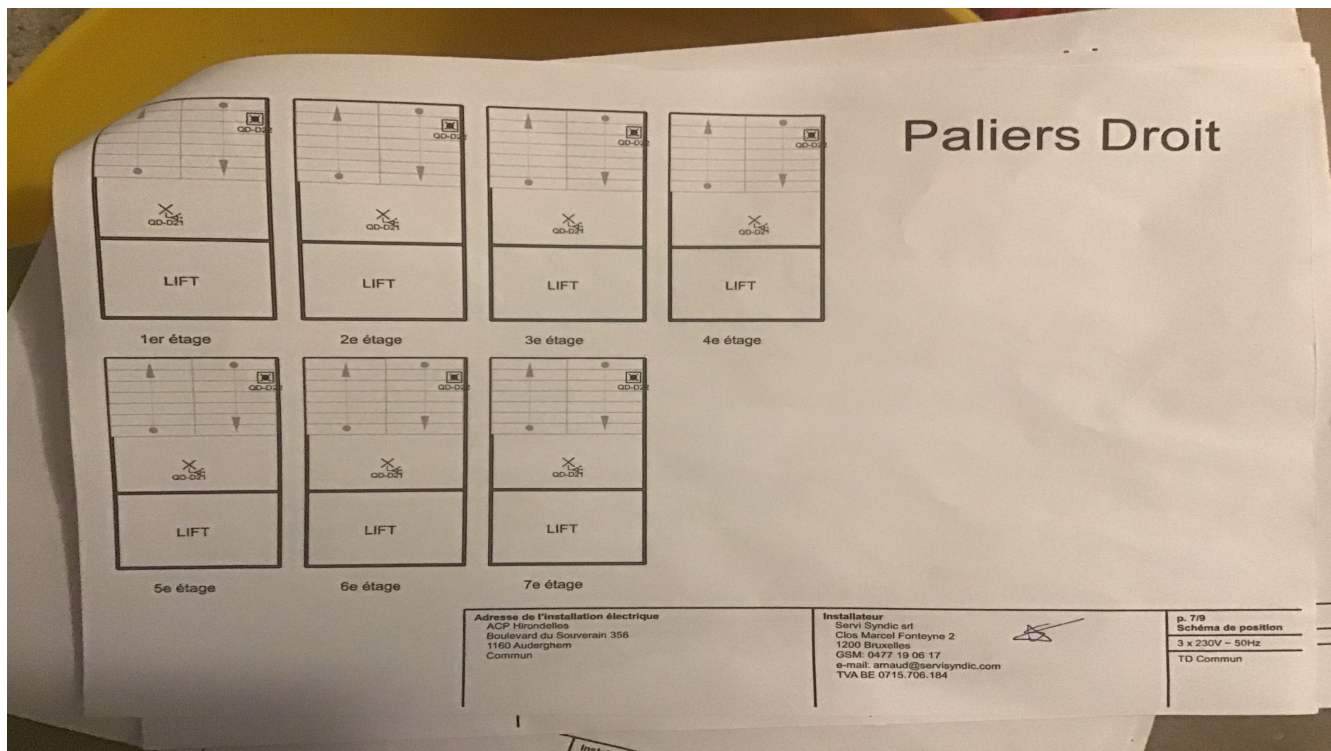 Paliers Droit
QD-D22
QD-D22
QD-D22
QD-D22
QD-D21
QD-D21
QD-D21
QD-D21
LIFT
LIFT
LIFT
LIFT
1er étage
2e étage
3e étage
4e étage
QD-D22
QD-D22
QD-D22
QD-D21
QD-D21
QD-D21
LIFT
LIFT
LIFT
5e étage
6e étage
7e étage
Adresse de l'installation électrique
ACP Hirondelles
Boulevard du Souverain 356
1160 Auderghem
Commun
Installateur
Servi Syndic srl
Clos Marcel Fonteyne 2
1200 Bruxelles
GSM: 0477 19 06 17
e-mail: arnaud@servisyndic.com
TVA BE 0715.706.184
p. 7/9
Schéma de position
3 x 230V ~ 50Hz
TD Commun